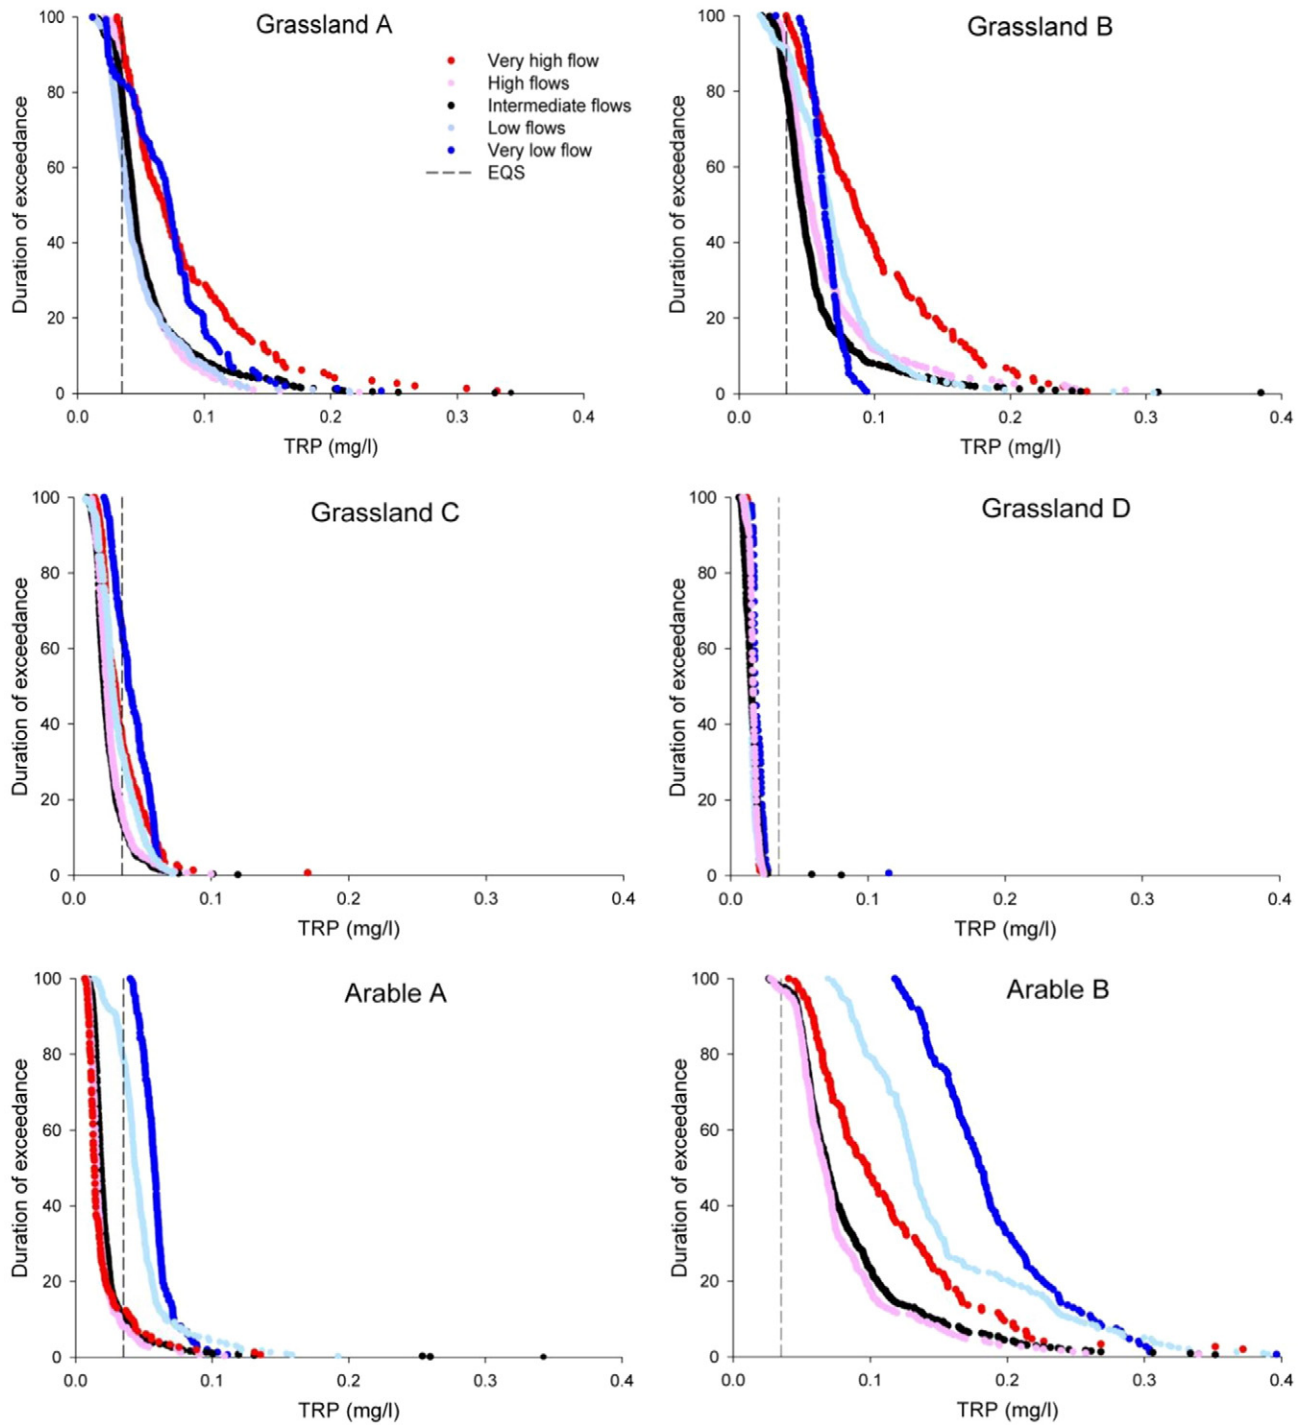 Grassland A
100
80
60
40
20
0
Duration of exceedance
0.0 0.1 0.2 0.3 0.4
TRP (mg/l)
Very high flow
High flows
Intermediate flows
Low flows
Very low flow
EQS
Grassland B
100
80
60
40
20
0
Duration of exceedance
0.0 0.1 0.2 0.3 0.4
TRP (mg/l)
Grassland C
100
80
60
40
20
0
Duration of exceedance
0.0 0.1 0.2 0.3 0.4
TRP (mg/l)
Grassland D
100
80
60
40
20
0
Duration of exceedance
0.0 0.1 0.2 0.3 0.4
TRP (mg/l)
Arable A
100
80
60
40
20
0
Duration of exceedance
0.0 0.1 0.2 0.3 0.4
TRP (mg/l)
Arable B
100
80
60
40
20
0
Duration of exceedance
0.0 0.1 0.2 0.3 0.4
TRP (mg/l)